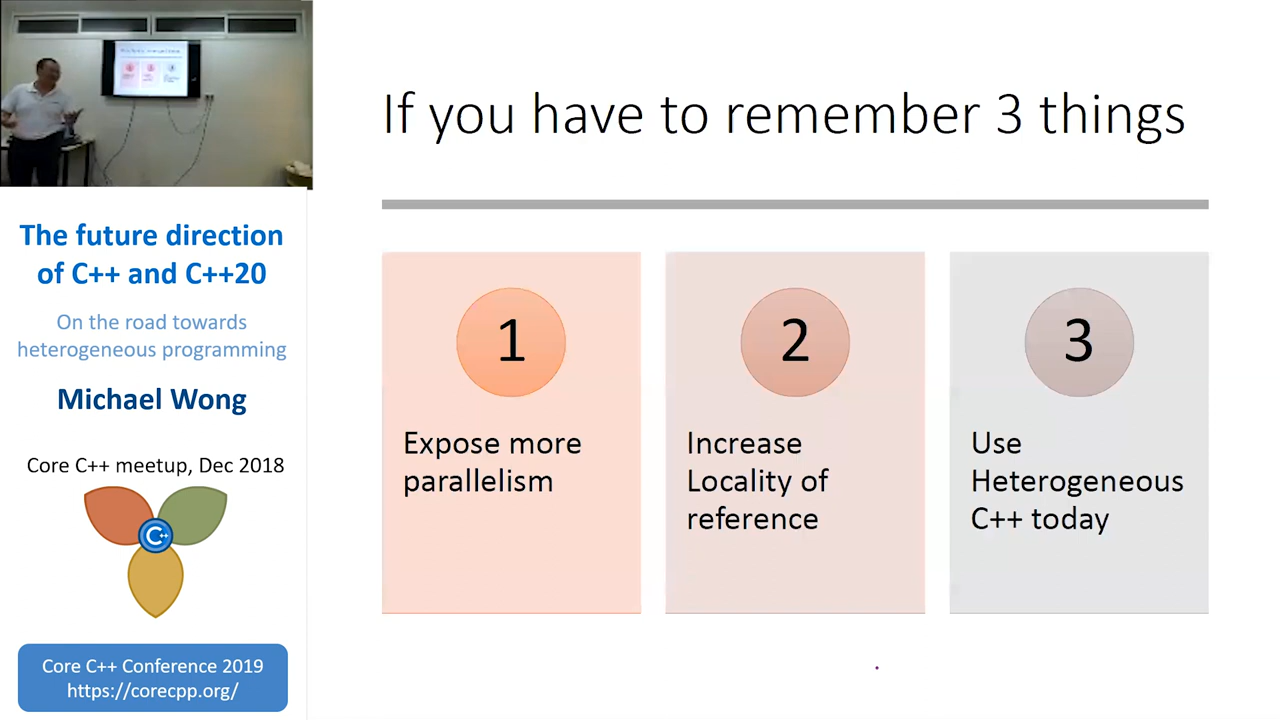 The future direction
of C++ and C++20
On the road towards
heterogeneous programming
Michael Wong
Core C++ meetup, Dec 2018
C++
Core C++ Conference 2019
https://corecpp.org/
If you have to remember 3 things
1
Expose more
parallelism
2
Increase
Locality of
reference
3
Use
Heterogeneous
C++ today